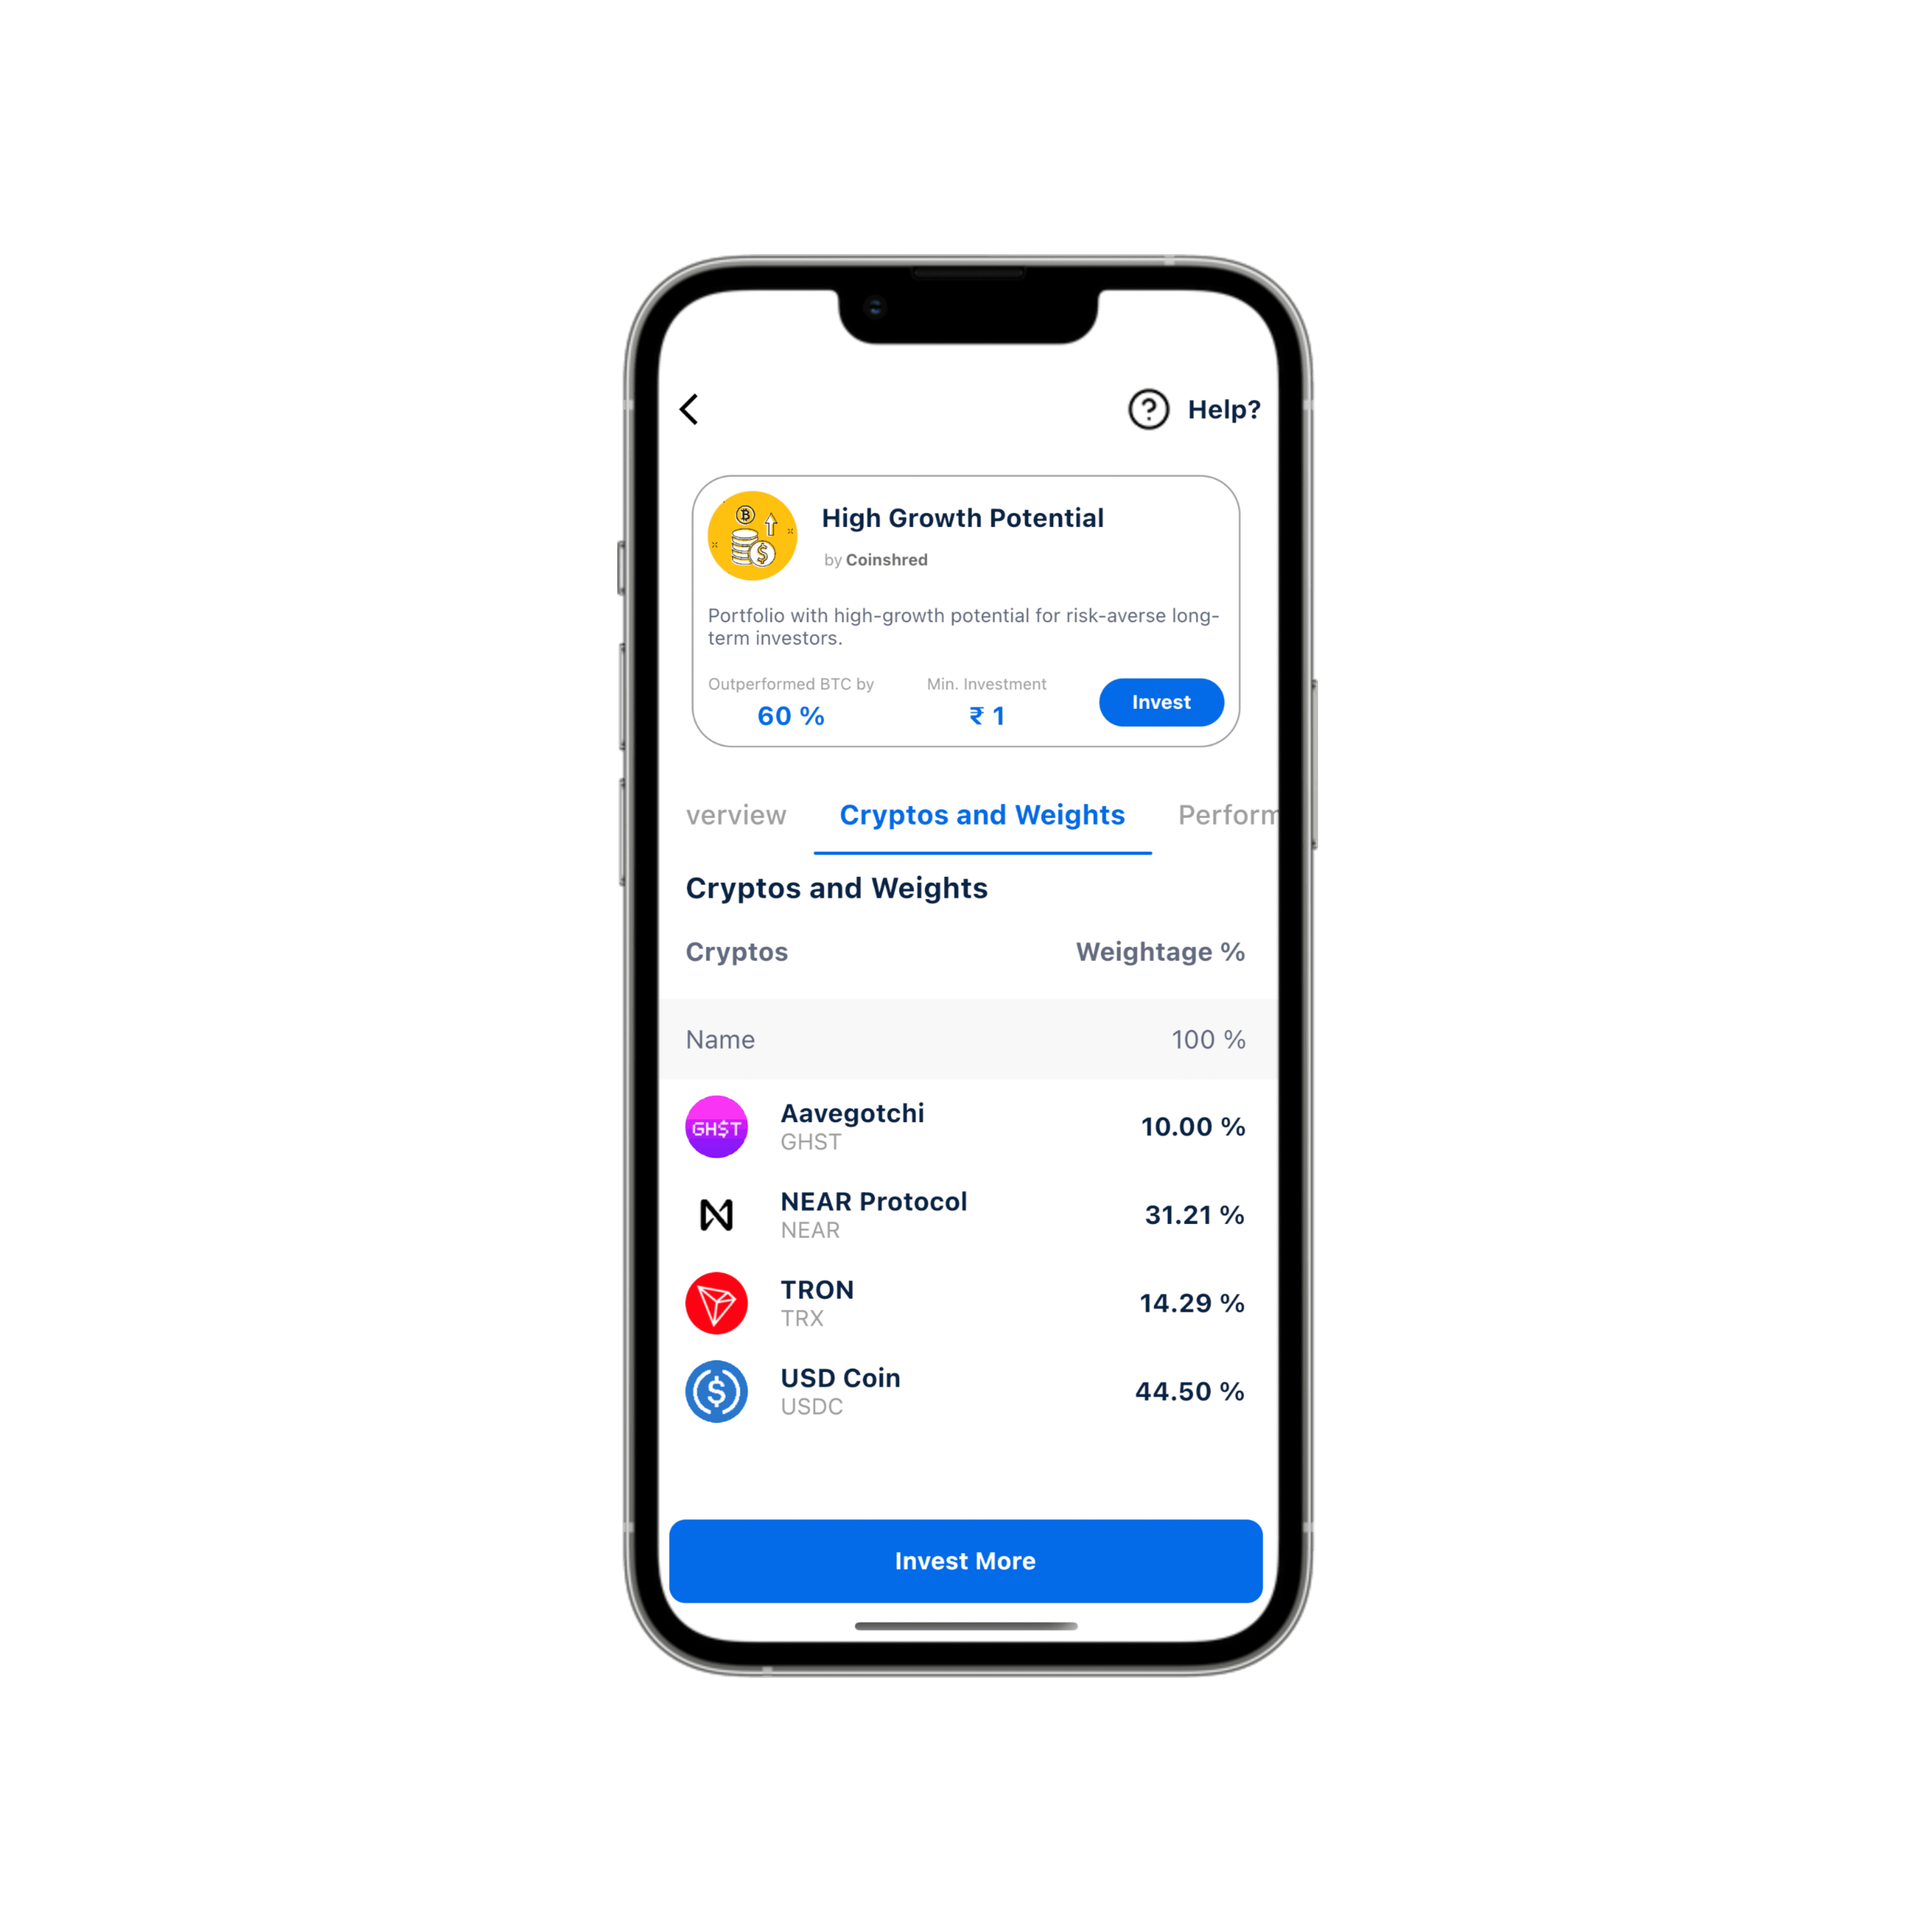 Help?
High Growth Potential
by Coinshred
Portfolio with high-growth potential for risk-averse long-
term investors.
Outperformed BTC by
Min. Investment
60 %
₹ 1
Invest
verview
Cryptos and Weights
Perform
Cryptos and Weights
Cryptos
Weightage %
Name
100 %
GH$T
Aavegotchi
GHST
10.00 %
NEAR Protocol
NEAR
31.21 %
TRON
TRX
14.29 %
USD Coin
USDC
44.50 %
Invest More